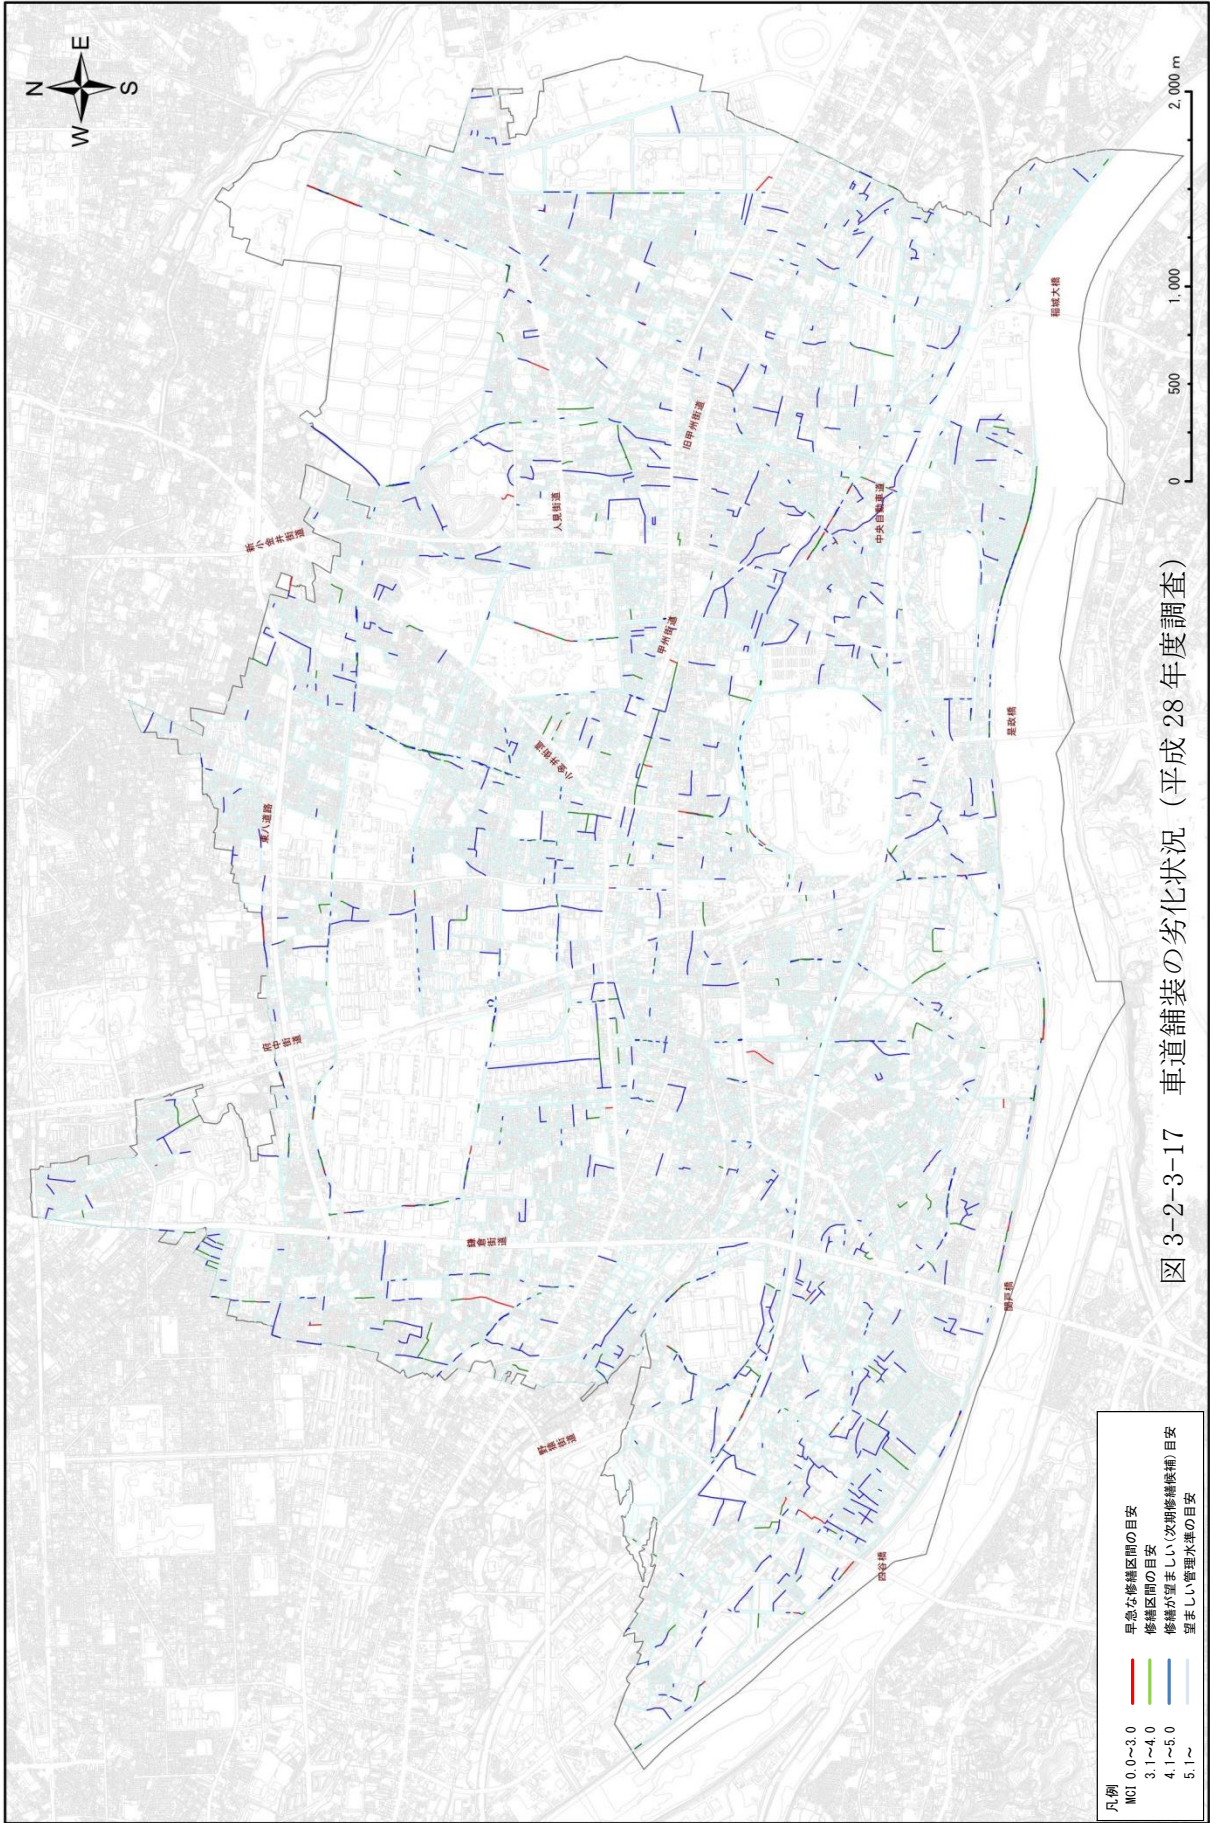 N
E
W
S
新小金井街道
東八道路
府中街道
人見街道
小金井街道
旧甲州街道
甲州街道
中央自動車道
鎌倉街道
野猿街道
稲城大橋
是政橋
関戸橋
四谷橋
0
500
1,000
2,000 m
凡例
MCI 0.0~3.0 早急な修繕区間の目安
3.1~4.0 修繕区間の目安
4.1~5.0 修繕が望ましい(次期修繕候補)目安
5.1~ 望ましい管理水準の目安
図 3-2-3-17 車道舗装の劣化状況(平成 28 年度調査)